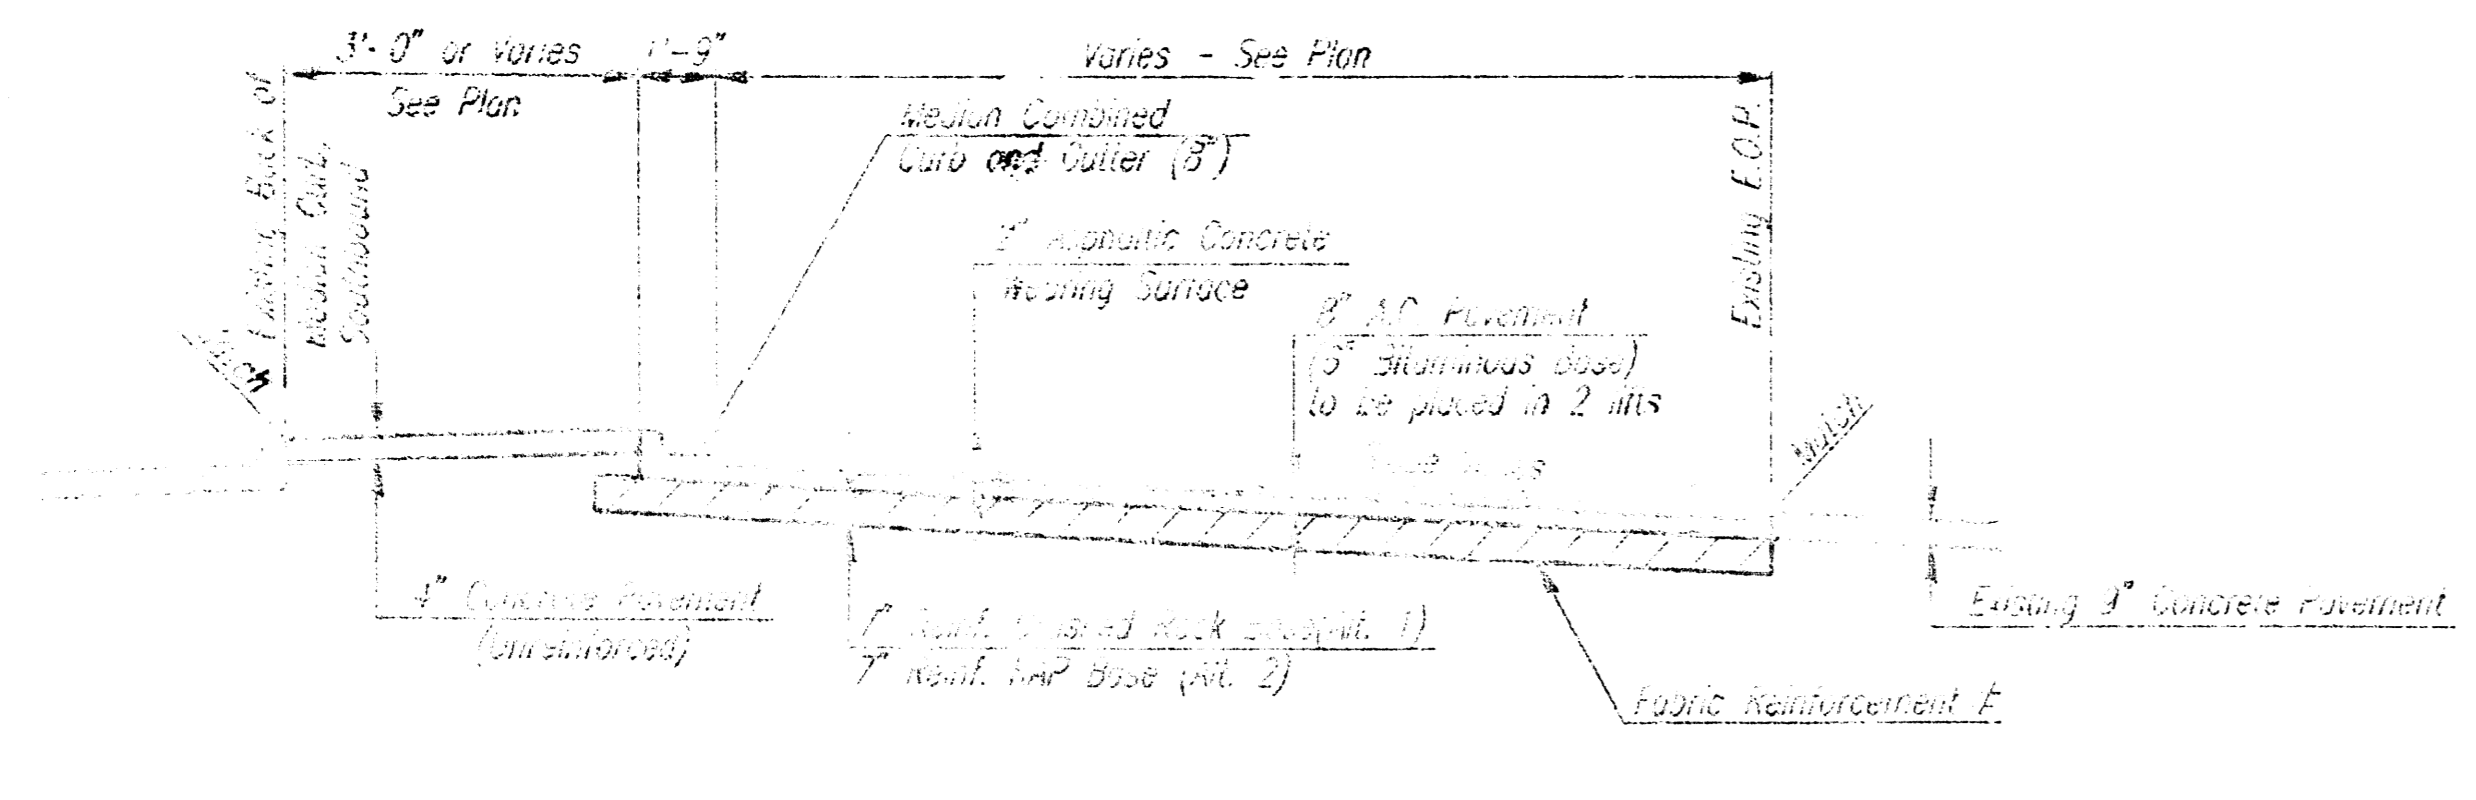 3'-0" or Varies
See Plan
1'-9"
Varies - See Plan
Existing Back of
Median Curb,
Southbound
Median Combined
Curb and Gutter (8")
2" Asphaltic Concrete
Wearing Surface
8" A.C. Pavement
(6" Bituminous Base)
to be placed in 2 lifts
Existing E.O.P.
Match
Match
4" Concrete Pavement
(Unreinforced)
7" Reinf. Crushed Rock Base(Alt. 1)
7" Reinf. RAP Base (Alt. 2)
Existing 9" Concrete Pavement
Fabric Reinforcement